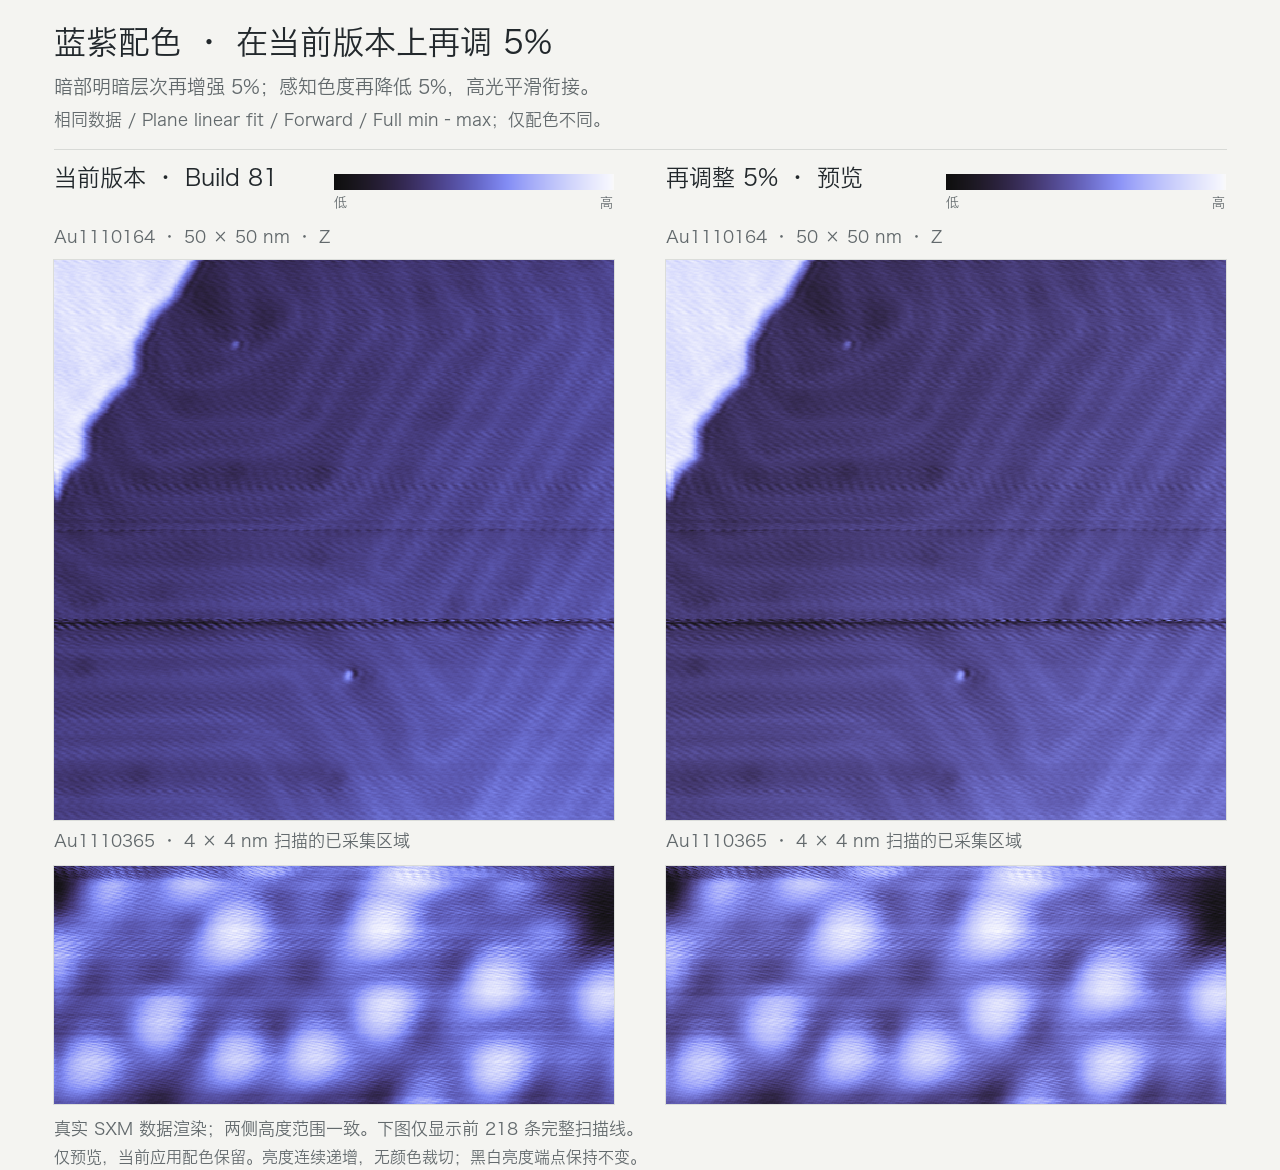 蓝紫配色 · 在当前版本上再调 5%
暗部明暗层次再增强 5%；感知色度再降低 5%，高光平滑衔接。
相同数据 / Plane linear fit / Forward / Full min - max；仅配色不同。
当前版本 · Build 81
低 高
再调整 5% · 预览
低 高
Au1110164 · 50 × 50 nm · Z
Au1110164 · 50 × 50 nm · Z
Au1110365 · 4 × 4 nm 扫描的已采集区域
Au1110365 · 4 × 4 nm 扫描的已采集区域
真实 SXM 数据渲染；两侧高度范围一致。下图仅显示前 218 条完整扫描线。
仅预览，当前应用配色保留。亮度连续递增，无颜色裁切；黑白亮度端点保持不变。